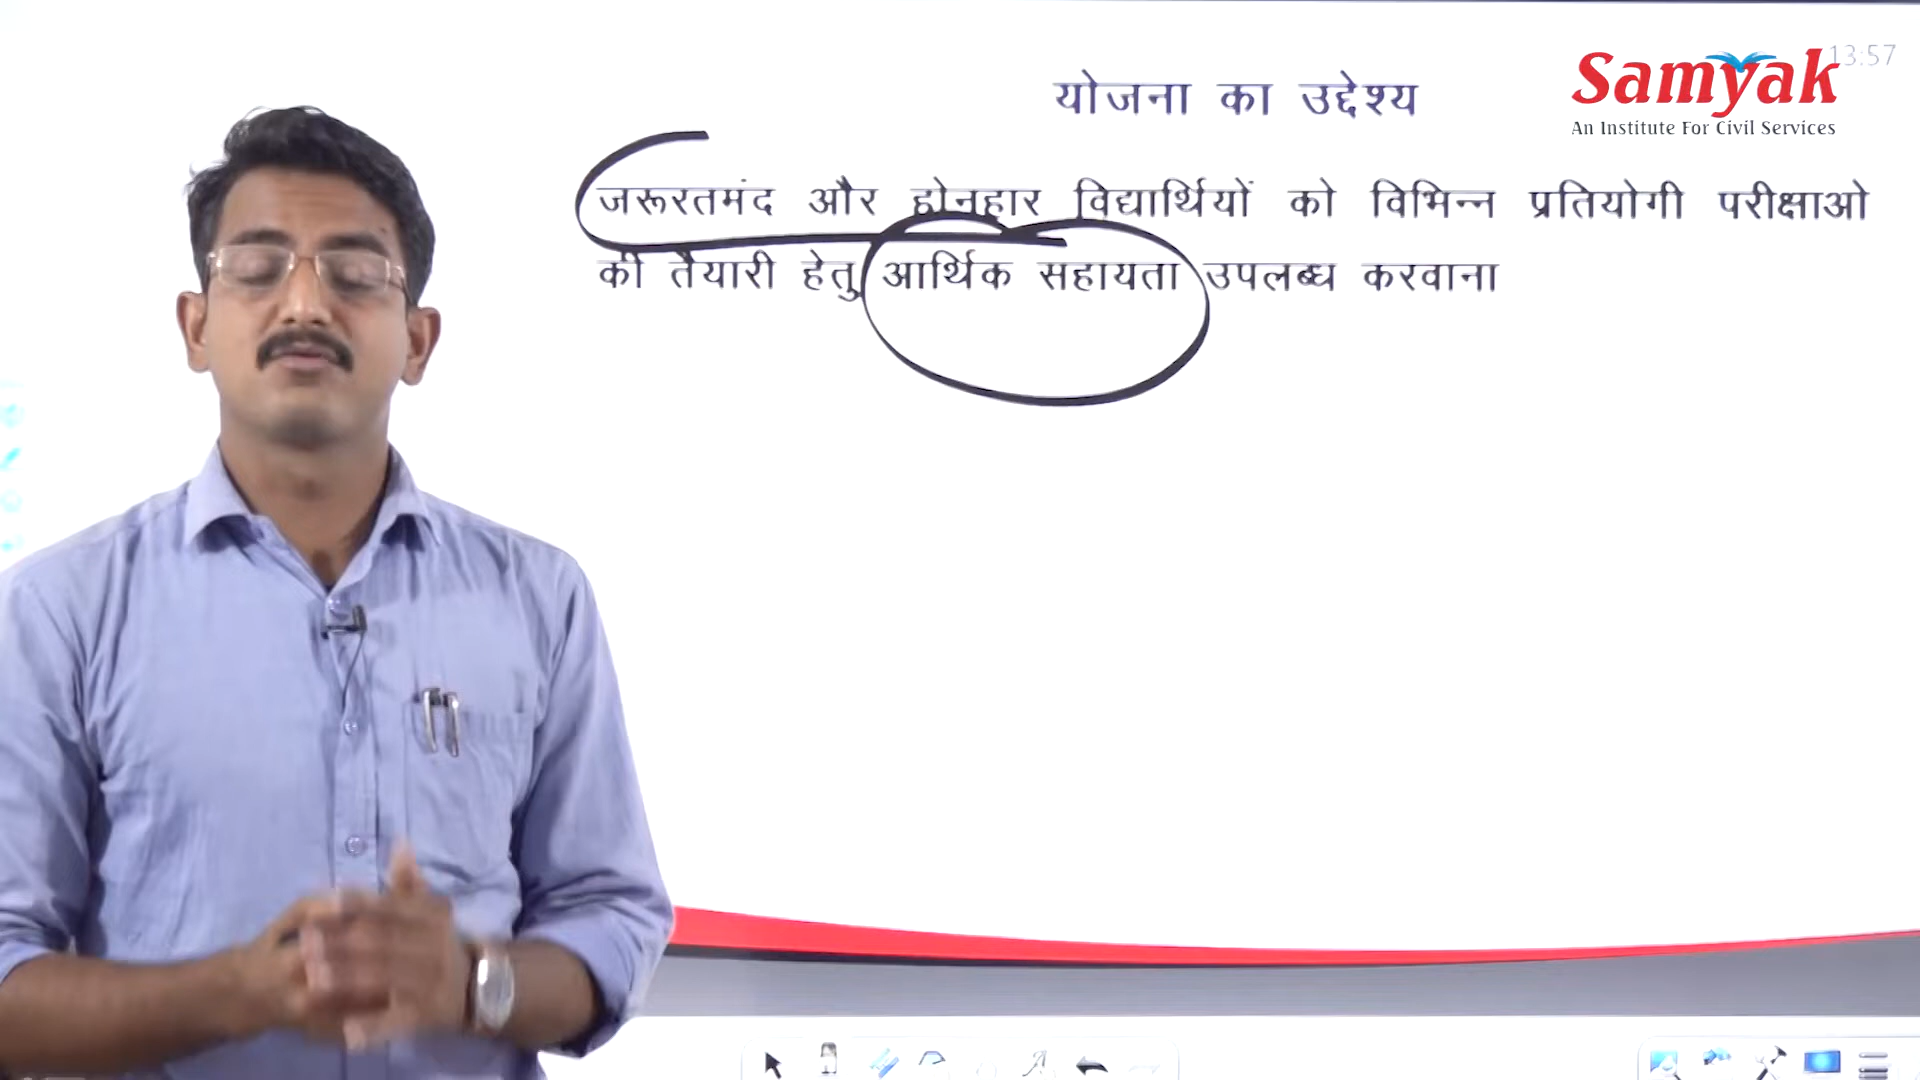 13:57
Samyak
An Institute For Civil Services
योजना का उद्देश्य
जरूरतमंद और होनहार विद्यार्थियों को विभिन्न प्रतियोगी परीक्षाओ
की तैयारी हेतु आर्थिक सहायता उपलब्ध करवाना